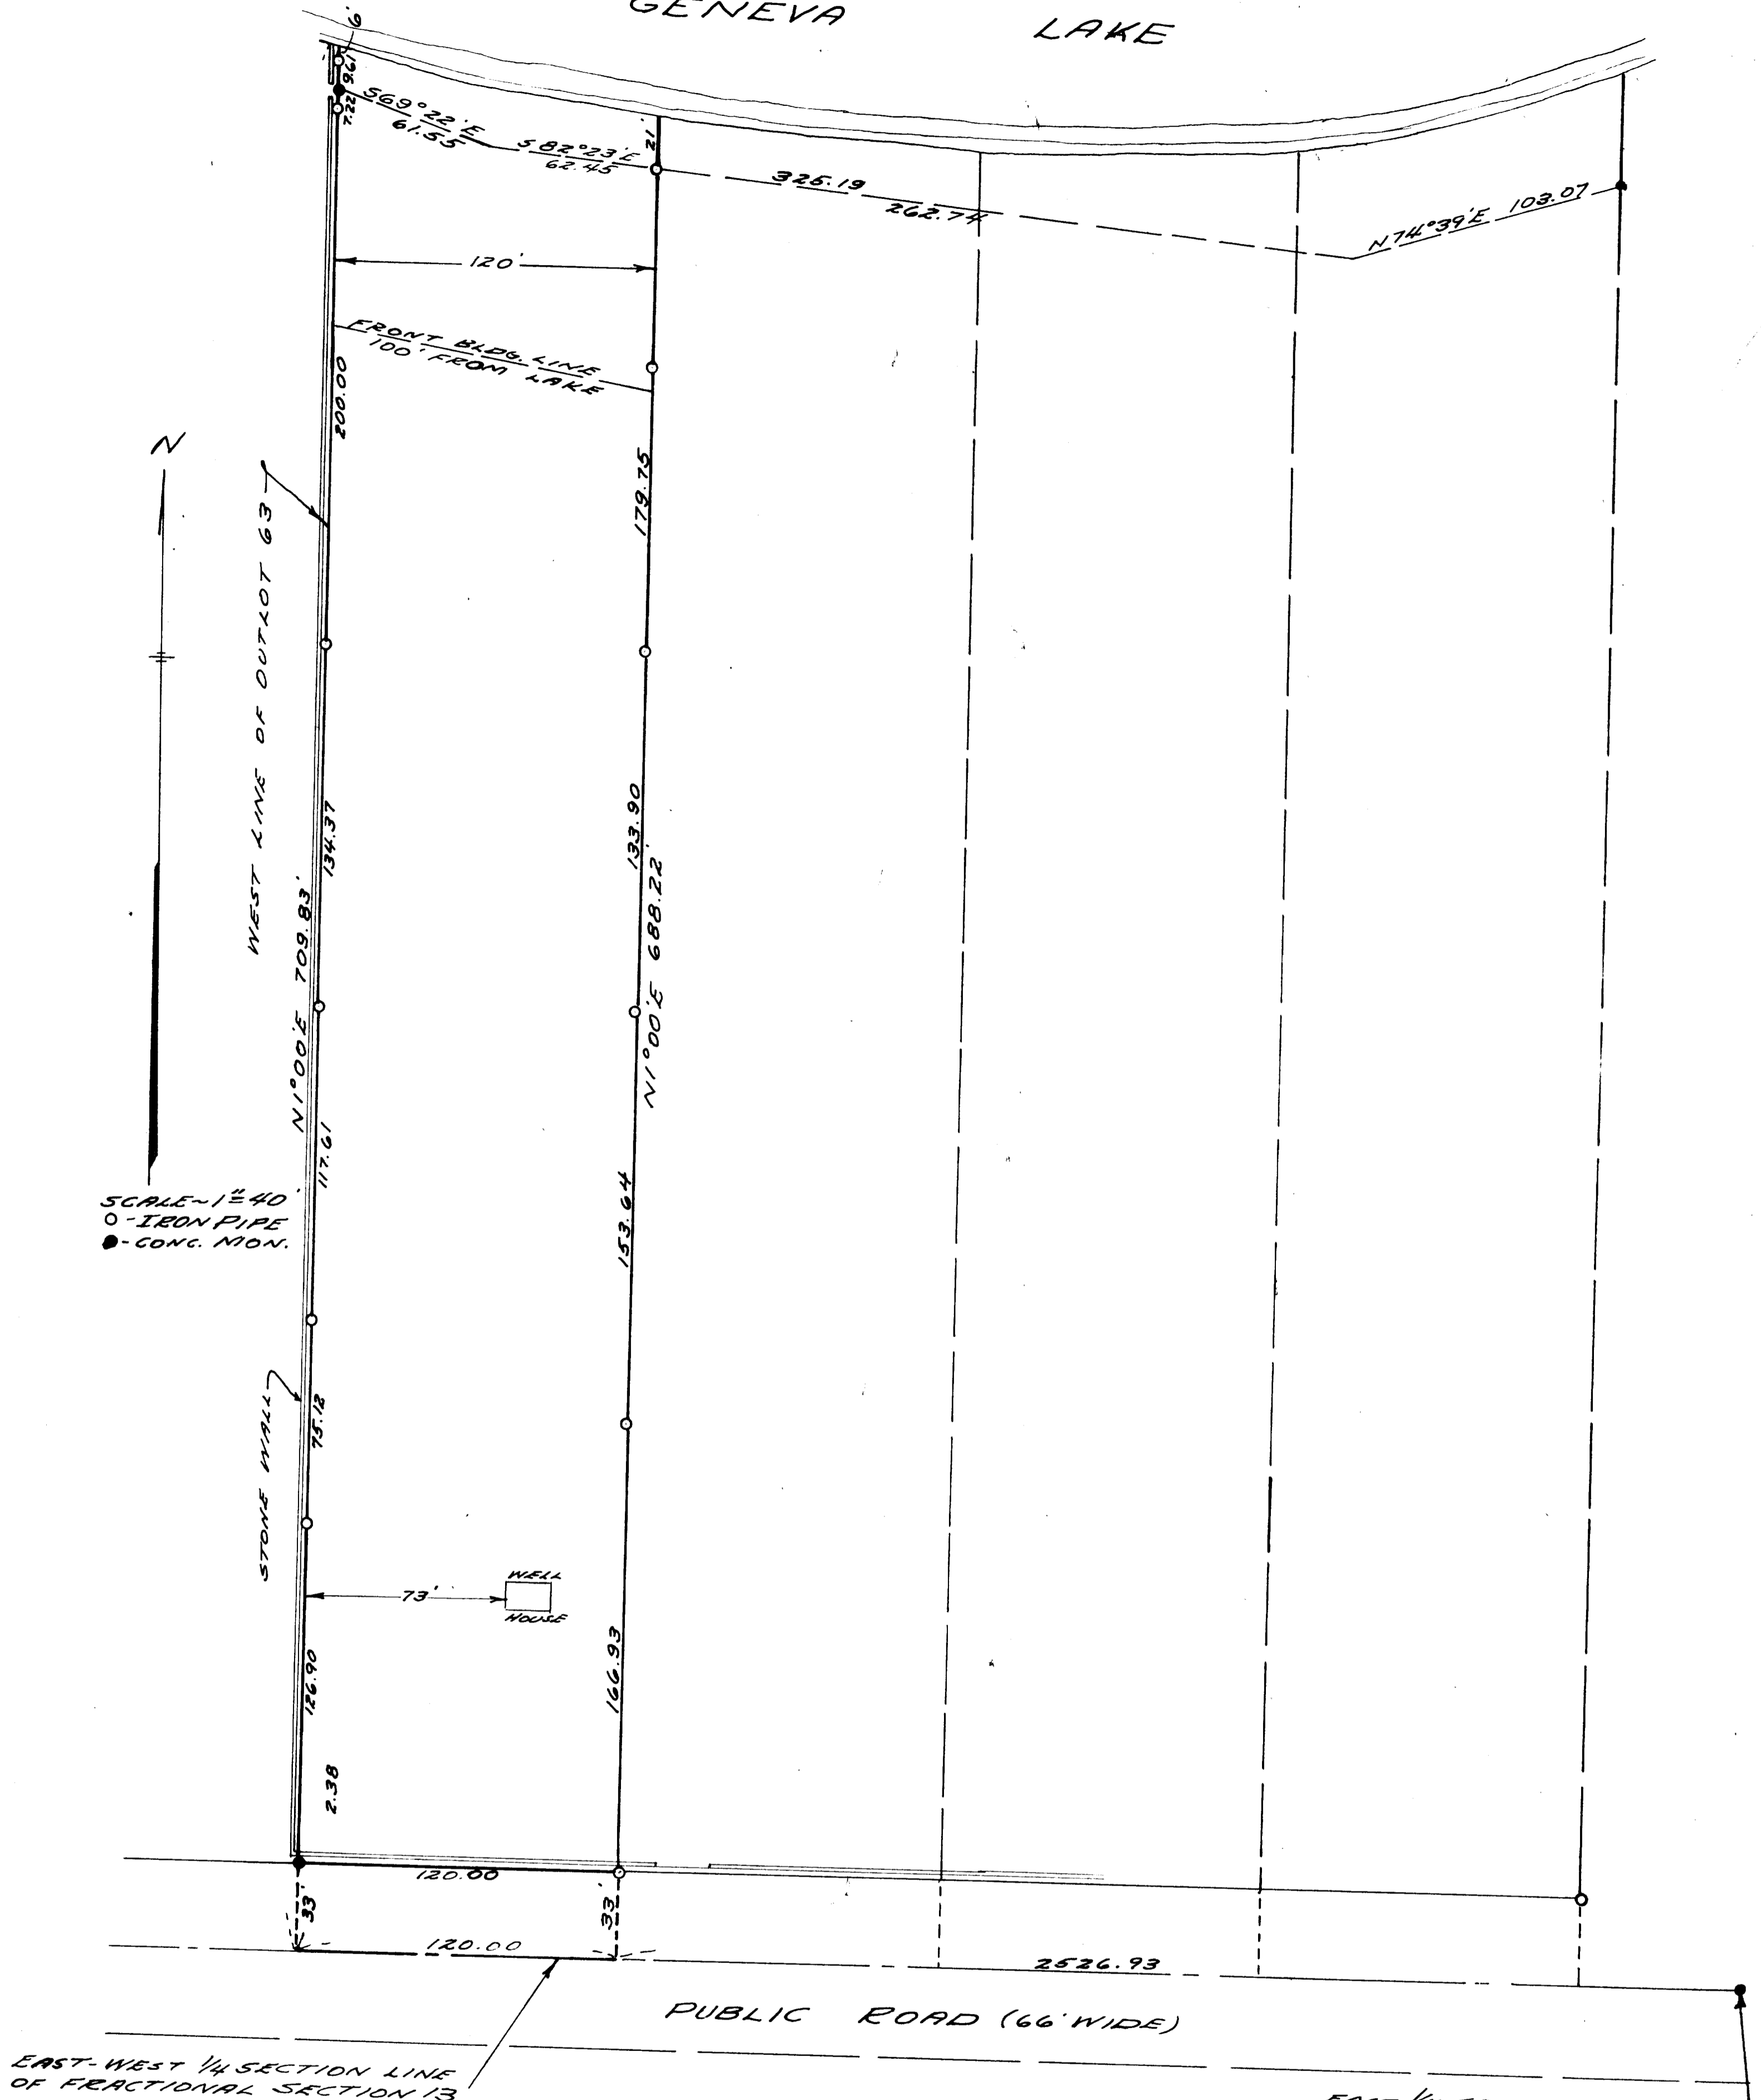 GENEVA LAKE
6'
9.61
7.22
S69°22'E
61.55
S82°23'E
62.45
21'
325.19
262.74
N74°39'E 103.07
120'
FRONT BLDG. LINE
100' FROM LAKE
200.00
179.75
N
WEST LINE OF OUTLOT 63
134.37
133.90
N1°00'E 709.83'
N1°00'E 688.22'
117.61
153.64
SCALE~1"=40'
O-IRON PIPE
●-CONC. MON.
75.12
STONE WALL
73'
WELL
HOUSE
126.90
166.93
2.38
120.00
33'
33'
120.00
2526.93
PUBLIC ROAD (66' WIDE)
EAST-WEST 1/4 SECTION LINE
OF FRACTIONAL SECTION 13